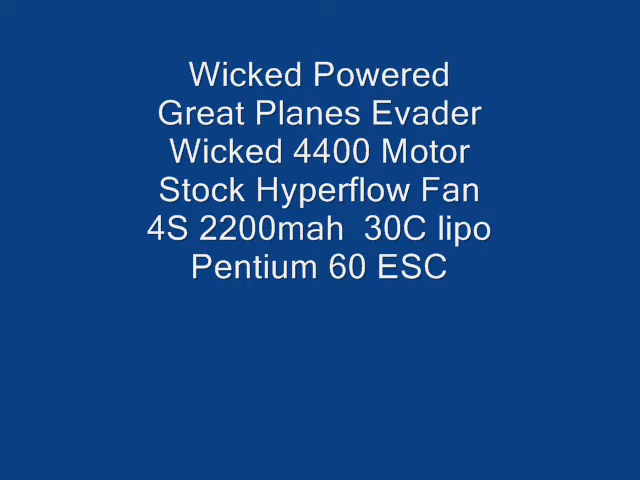 Wicked Powered
Great Planes Evader
Wicked 4400 Motor
Stock Hyperflow Fan
4S 2200mah  30C lipo
Pentium 60 ESC